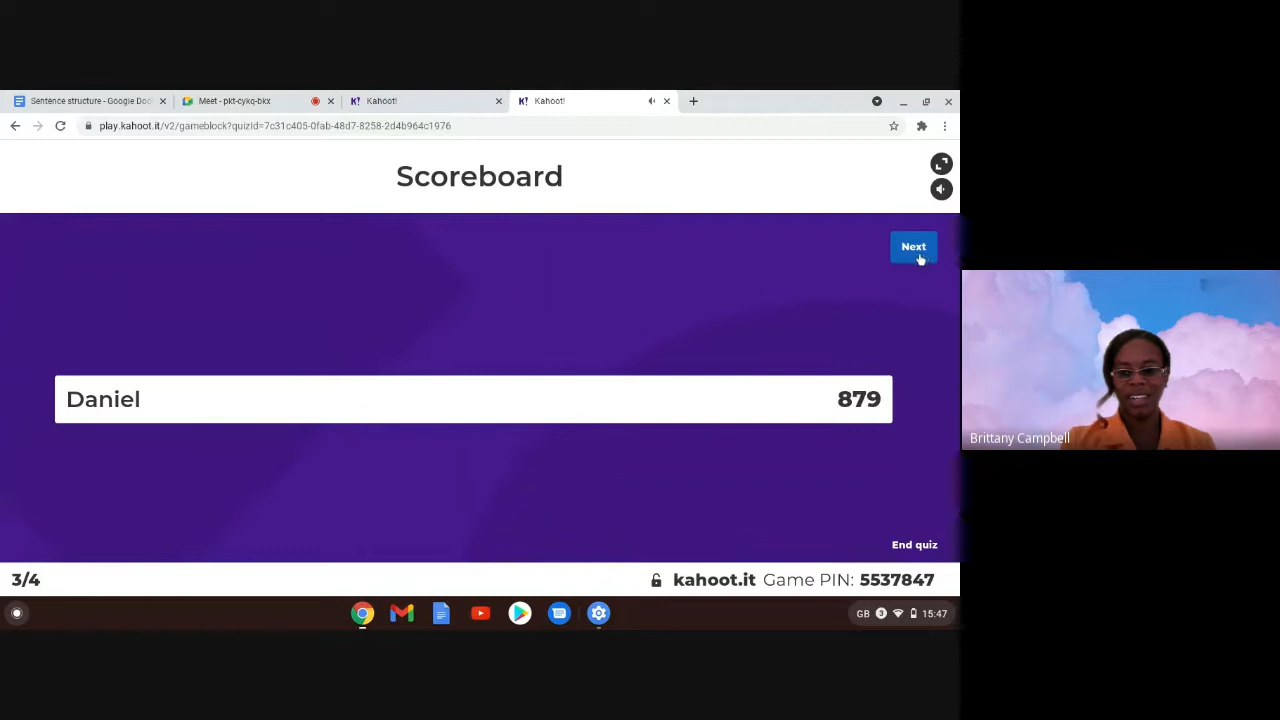 Sentence structure - Google Doc
Meet - pkt-cykq-bkx
K! Kahoot!
K! Kahoot!
play.kahoot.it/v2/gameblock?quizId=7c31c405-0fab-48d7-8258-2d4b964c1976
Scoreboard
Next
Daniel 879
Brittany Campbell
End quiz
3/4
kahoot.it Game PIN: 5537847
GB 3 15:47